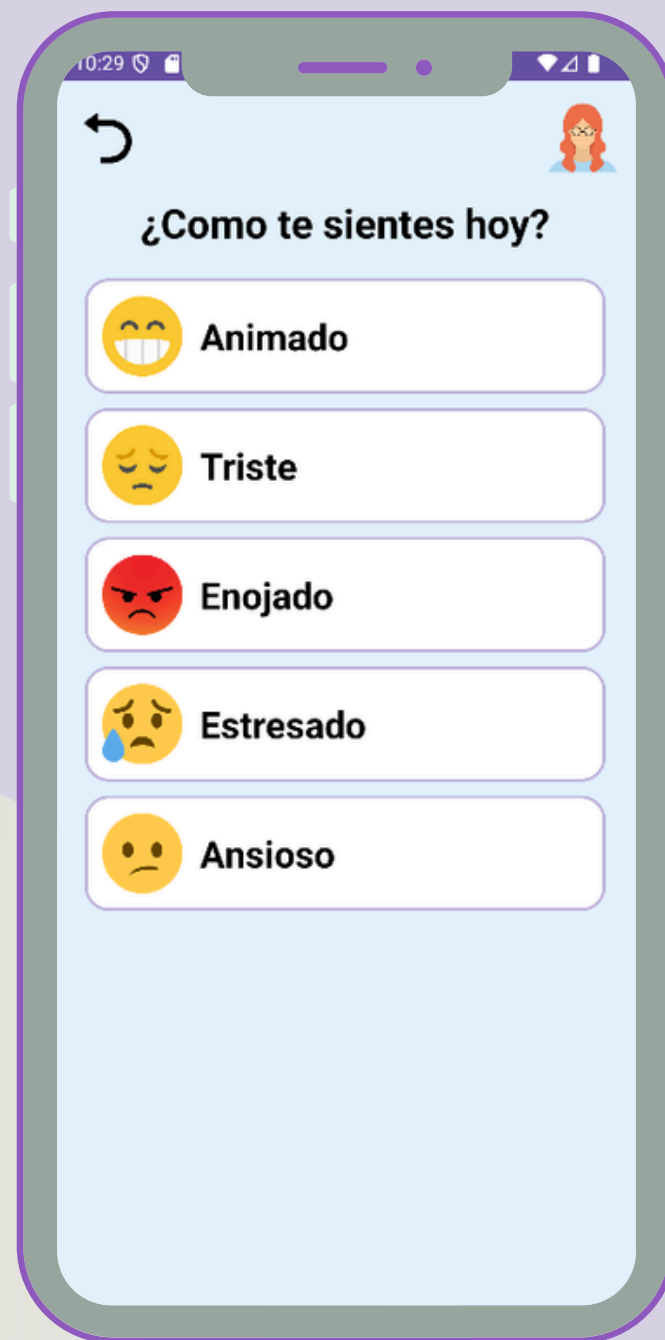 10:29
¿Como te sientes hoy?
Animado
Triste
Enojado
Estresado
Ansioso